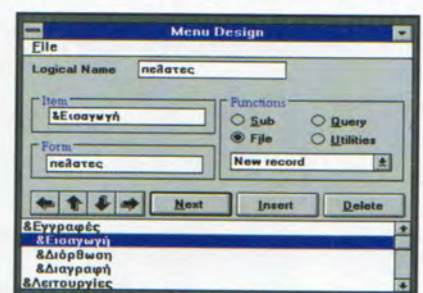 Menu Design
File
Logical Name πελατες
Item
&Εισαγωγή
Form
πελατες
Functions
Sub Query
File Utilities
New record
Next Insert Delete
&Εγγραφές
&Εισαγωγή
&Διόρθωση
&Διαγραφή
&Λειτουργίες